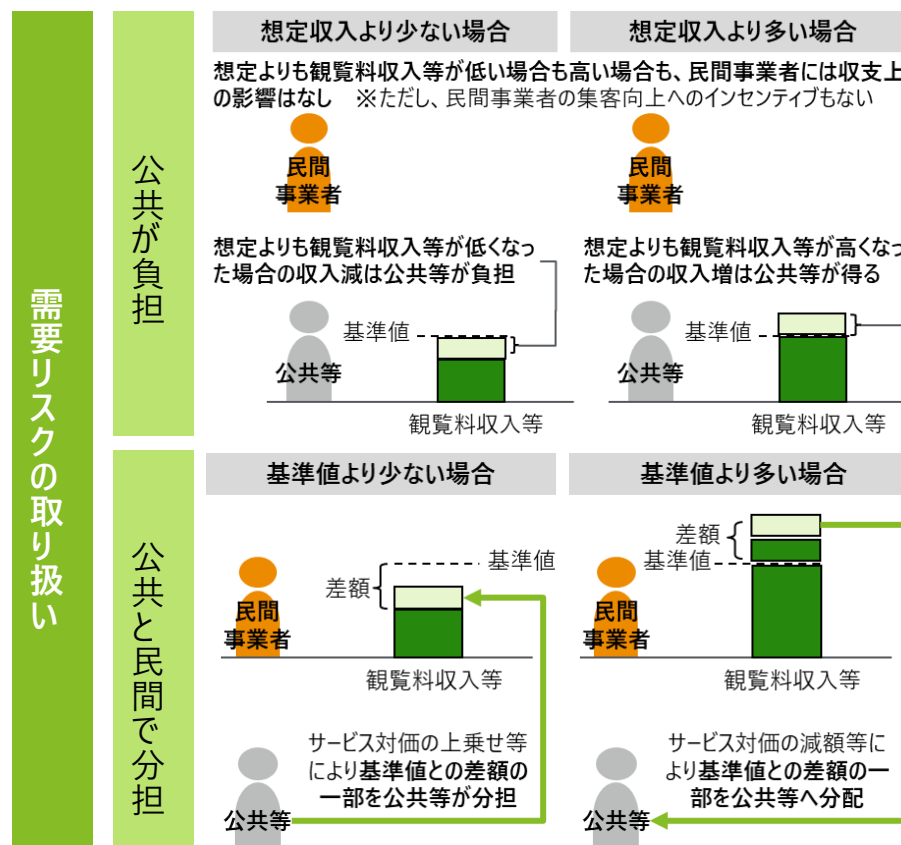 需要リスクの取り扱い
公共が負担
想定収入より少ない場合
想定収入より多い場合
想定よりも観覧料収入等が低い場合も高い場合も、民間事業者には収支上
の影響はなし　※ただし、民間事業者の集客向上へのインセンティブもない
民間
事業者
民間
事業者
想定よりも観覧料収入等が低くなっ
た場合の収入減は公共等が負担
想定よりも観覧料収入等が高くなっ
た場合の収入増は公共等が得る
基準値
公共等
観覧料収入等
基準値
公共等
観覧料収入等
公共と民間で分担
基準値より少ない場合
基準値より多い場合
基準値
差額
民間
事業者
観覧料収入等
差額
基準値
民間
事業者
観覧料収入等
サービス対価の上乗せ等
により基準値との差額の
一部を公共等が分担
公共等
サービス対価の減額等に
より基準値との差額の一
部を公共等へ分配
公共等